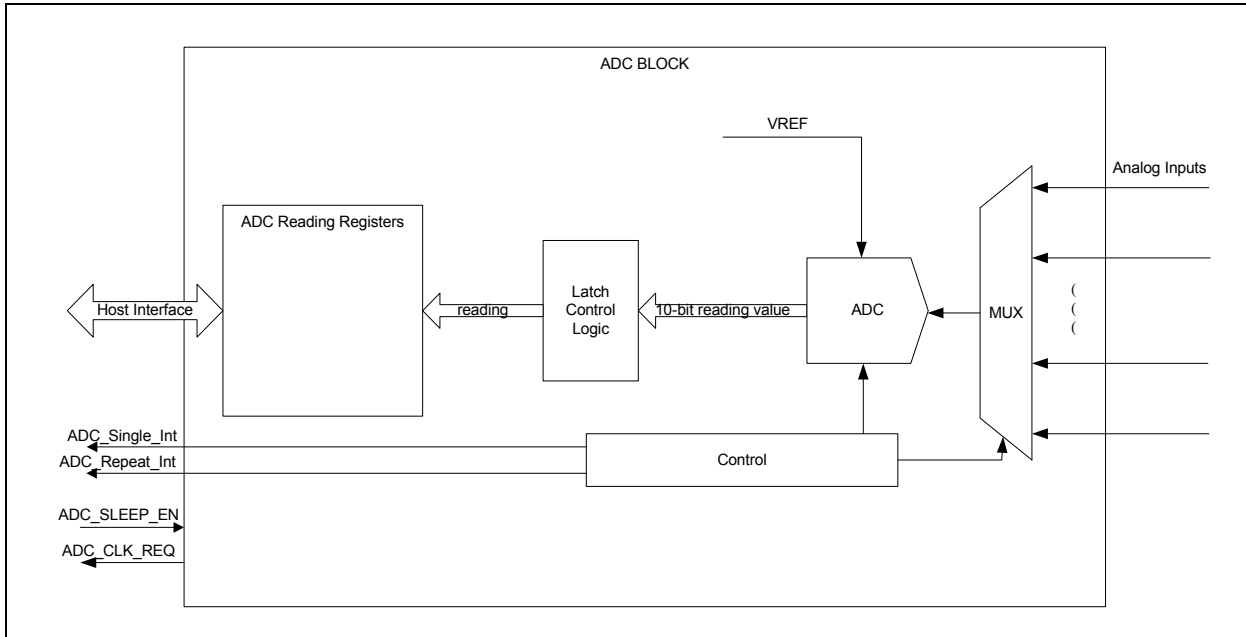 ADC BLOCK
VREF
Analog Inputs
ADC Reading Registers
Host Interface
reading
Latch
Control
Logic
10-bit reading value
ADC
MUX
(
(
(
ADC_Single_Int
ADC_Repeat_Int
Control
ADC_SLEEP_EN
ADC_CLK_REQ